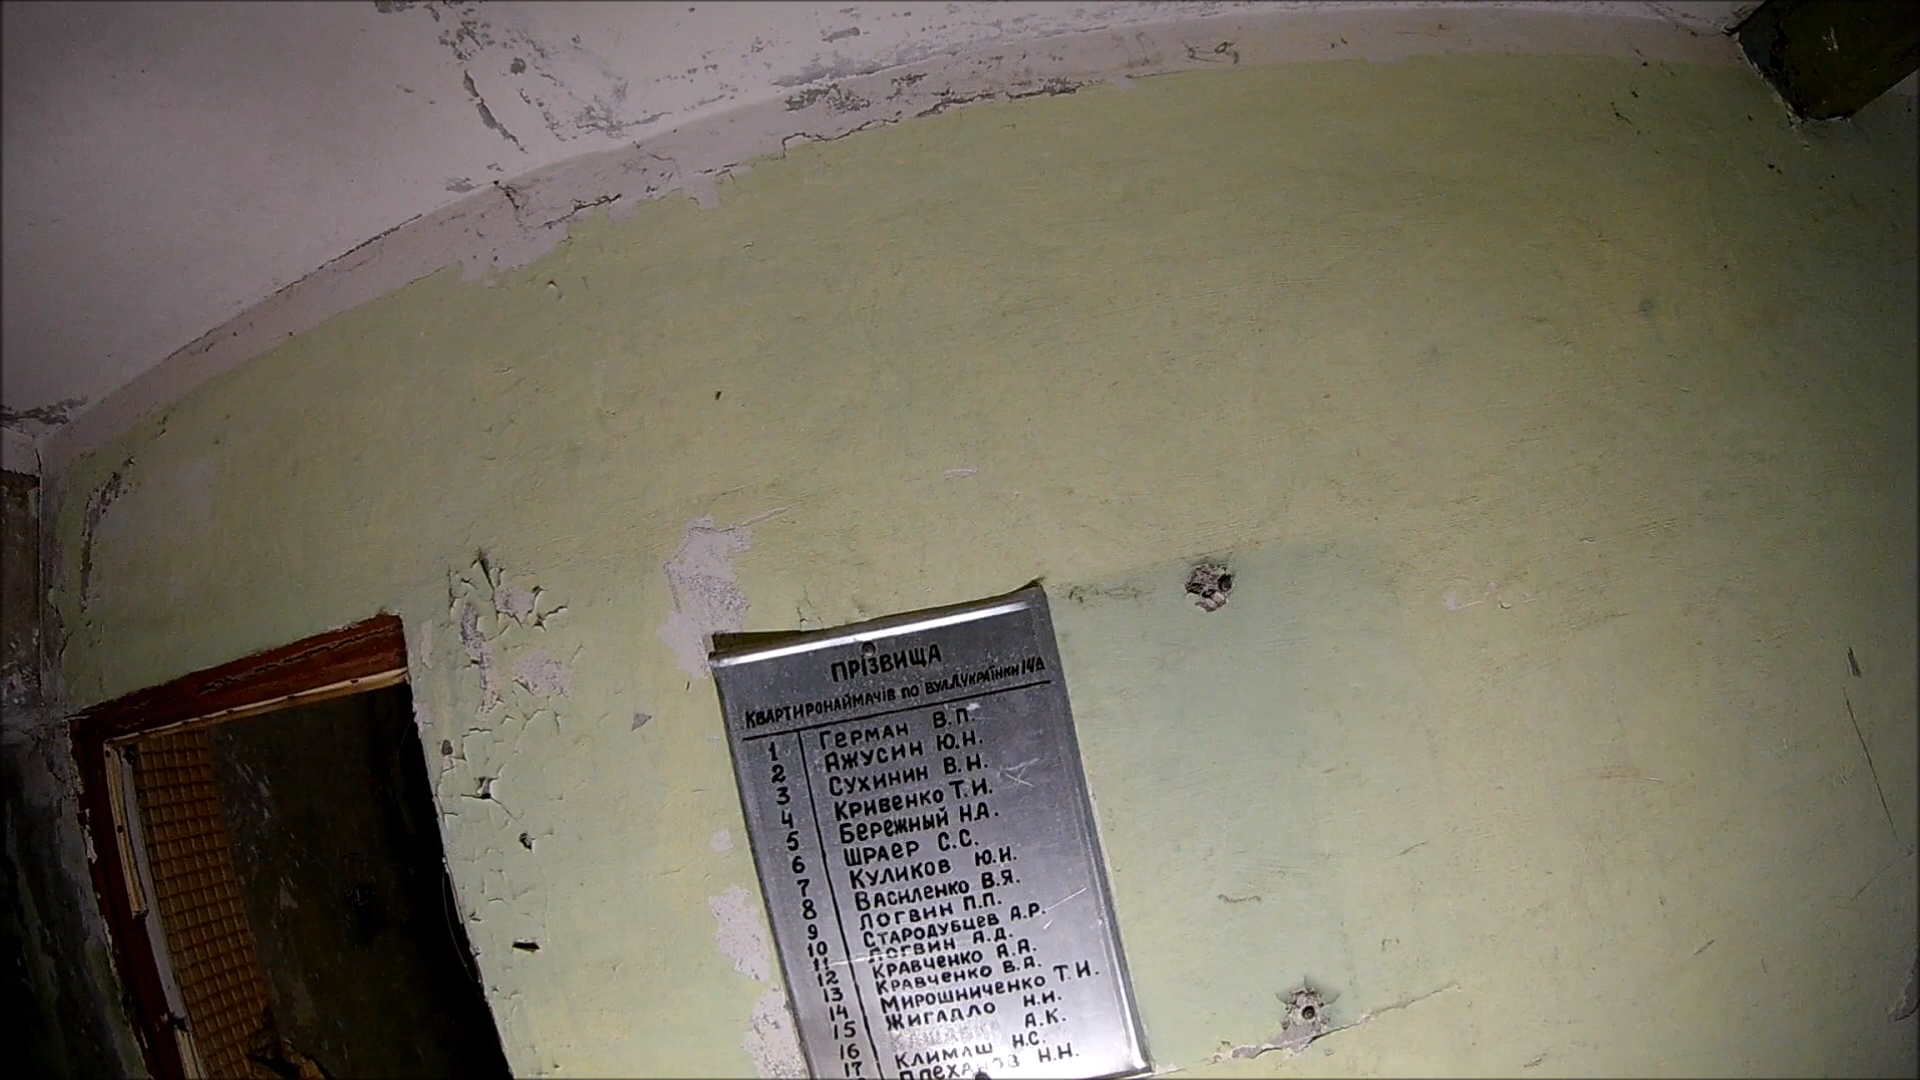 ПРІЗВИЩА
КВАРТИРОНАЙМАЧІВ ПО ВУЛ.Л.УКРАЇНКИ 14А
1 ГЕРМАН В.П.
2 АЖУСИН Ю.Н.
3 СУХИНИН В.Н.
4 КРИВЕНКО Т.И.
5 БЕРЕЖНЫЙ Н.А.
6 ШРАЕР С.С.
7 КУЛИКОВ Ю.И.
8 ВАСИЛЕНКО В.Я.
9 ЛОГВИН П.П.
10 СТАРОДУБЦЕВ А.Р.
11 ЛОГВИН А.Д.
12 КРАВЧЕНКО А.А.
13 КРАВЧЕНКО В.А.
14 МИРОШНИЧЕНКО Т.И.
15 ЖИГАДЛО Н.И.
А.К.
16 КЛИМАШ Н.С.
17 ПЛЕХАНОВ Н.Н.